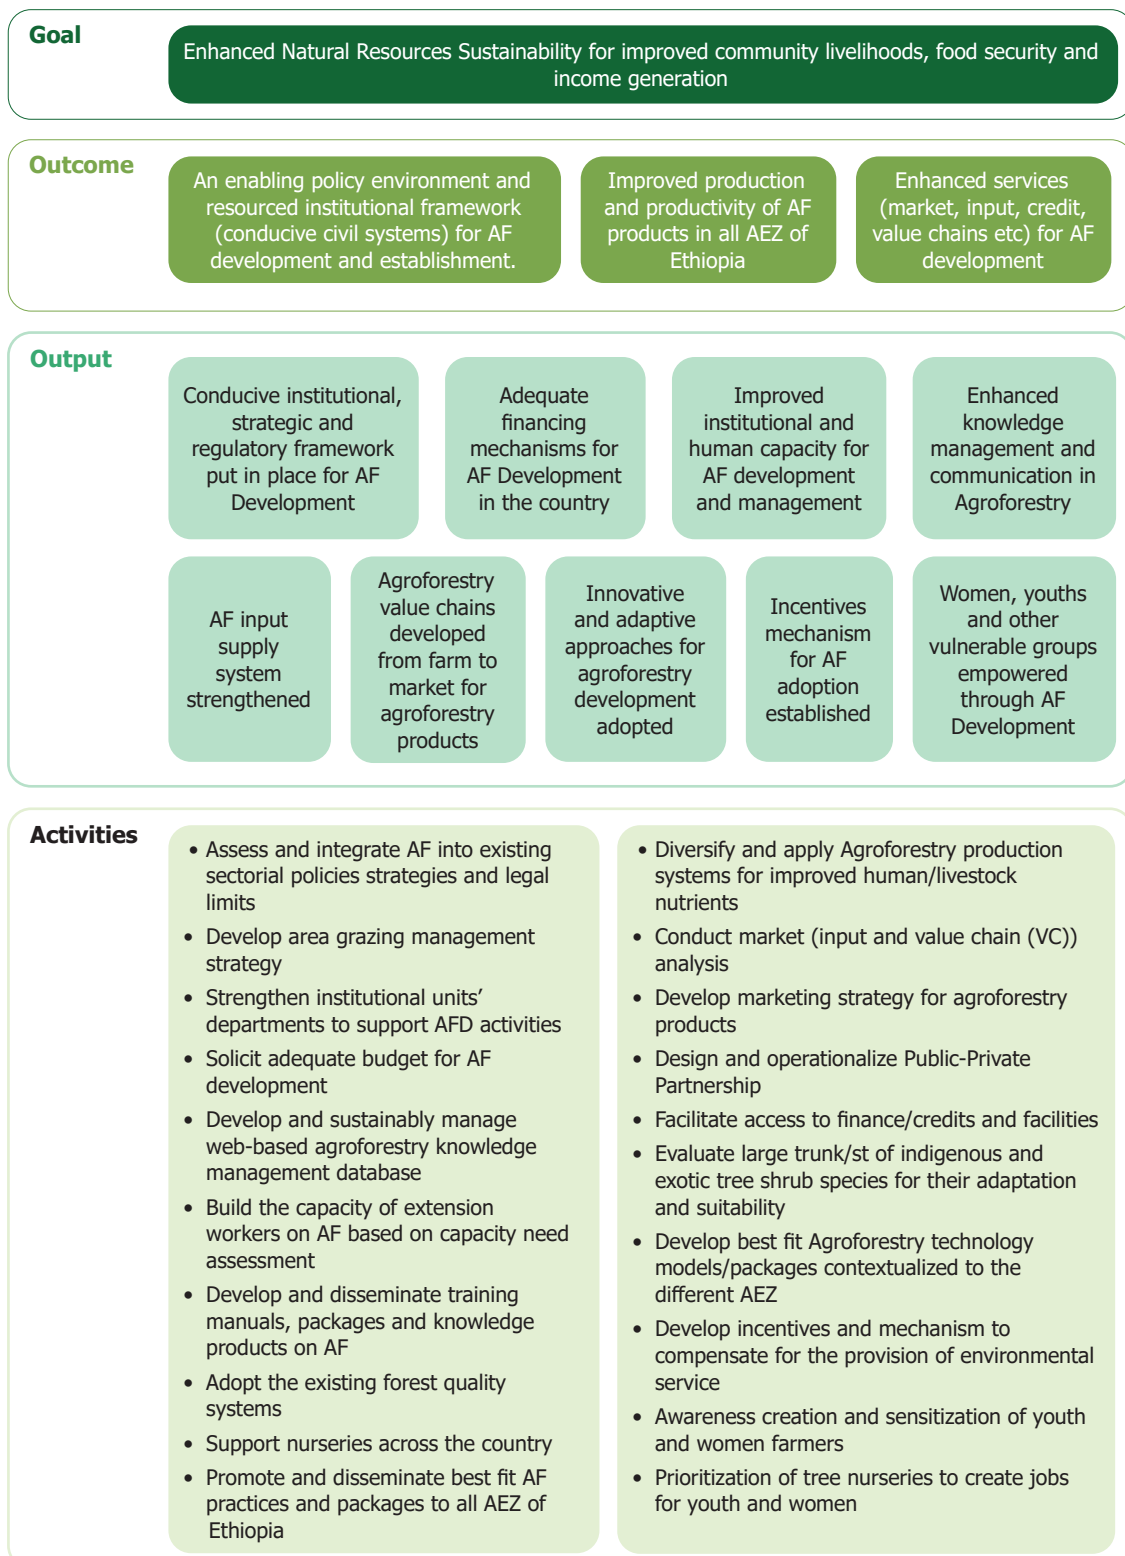 Goal
Enhanced Natural Resources Sustainability for improved community livelihoods, food security and
income generation
Outcome
An enabling policy environment and
resourced institutional framework
(conducive civil systems) for AF
development and establishment.
Improved production
and productivity of AF
products in all AEZ of
Ethiopia
Enhanced services
(market, input, credit,
value chains etc) for AF
development
Output
Conducive institutional,
strategic and
regulatory framework
put in place for AF
Development
Adequate
financing
mechanisms for
AF Development
in the country
Improved
institutional and
human capacity for
AF development
and management
Enhanced
knowledge
management and
communication in
Agroforestry
AF input
supply
system
strengthened
Agroforestry
value chains
developed
from farm to
market for
agroforestry
products
Innovative
and adaptive
approaches for
agroforestry
development
adopted
Incentives
mechanism
for AF
adoption
established
Women, youths
and other
vulnerable groups
empowered
through AF
Development
Activities
• Assess and integrate AF into existing
sectorial policies strategies and legal
limits
• Develop area grazing management
strategy
• Strengthen institutional units’
departments to support AFD activities
• Solicit adequate budget for AF
development
• Develop and sustainably manage
web-based agroforestry knowledge
management database
• Build the capacity of extension
workers on AF based on capacity need
assessment
• Develop and disseminate training
manuals, packages and knowledge
products on AF
• Adopt the existing forest quality
systems
• Support nurseries across the country
• Promote and disseminate best fit AF
practices and packages to all AEZ of
Ethiopia
• Diversify and apply Agroforestry production
systems for improved human/livestock
nutrients
• Conduct market (input and value chain (VC))
analysis
• Develop marketing strategy for agroforestry
products
• Design and operationalize Public-Private
Partnership
• Facilitate access to finance/credits and facilities
• Evaluate large trunk/st of indigenous and
exotic tree shrub species for their adaptation
and suitability
• Develop best fit Agroforestry technology
models/packages contextualized to the
different AEZ
• Develop incentives and mechanism to
compensate for the provision of environmental
service
• Awareness creation and sensitization of youth
and women farmers
• Prioritization of tree nurseries to create jobs
for youth and women